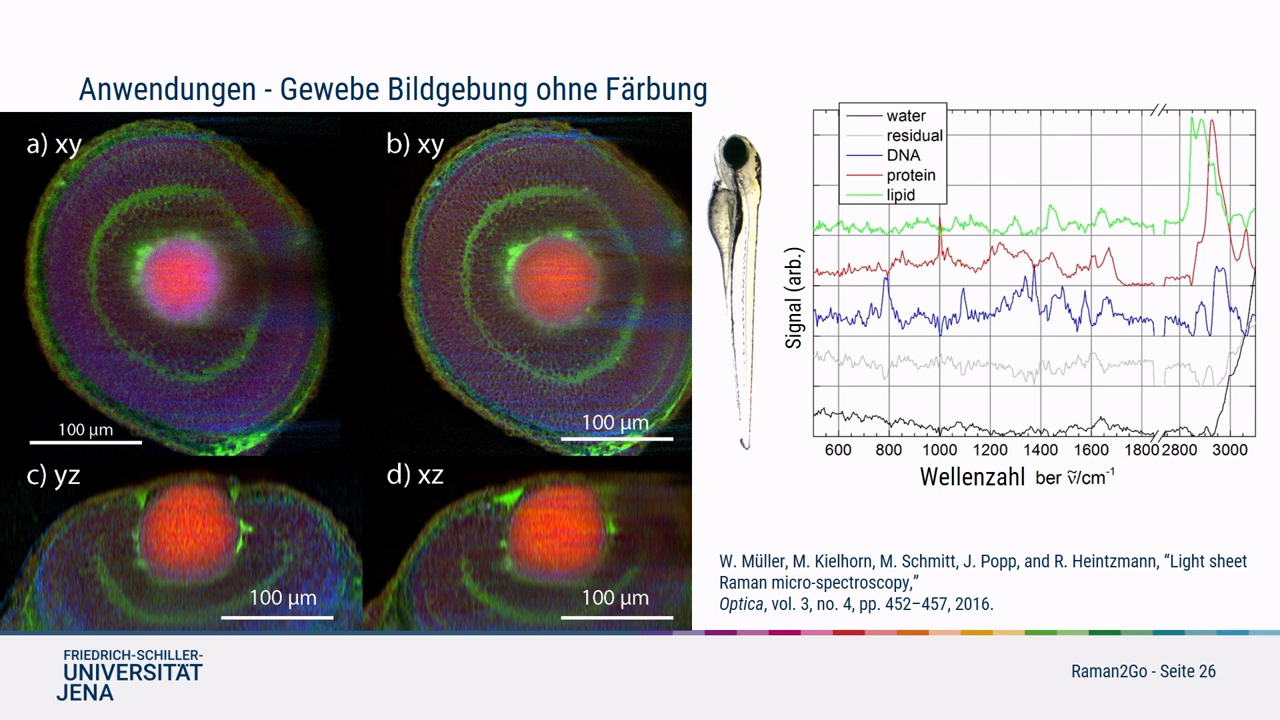 Anwendungen - Gewebe Bildgebung ohne Färbung
a) xy
b) xy
100 µm
100 µm
c) yz
d) xz
100 µm
100 µm
water
residual
DNA
protein
lipid
Signal (arb.)
600 800 1000 1200 1400 1600 1800 2800 3000
Wellenzahl ber ṽ/cm⁻¹
W. Müller, M. Kielhorn, M. Schmitt, J. Popp, and R. Heintzmann, “Light sheet
Raman micro-spectroscopy,”
Optica, vol. 3, no. 4, pp. 452–457, 2016.
FRIEDRICH-SCHILLER-
UNIVERSITÄT
JENA
Raman2Go - Seite 26